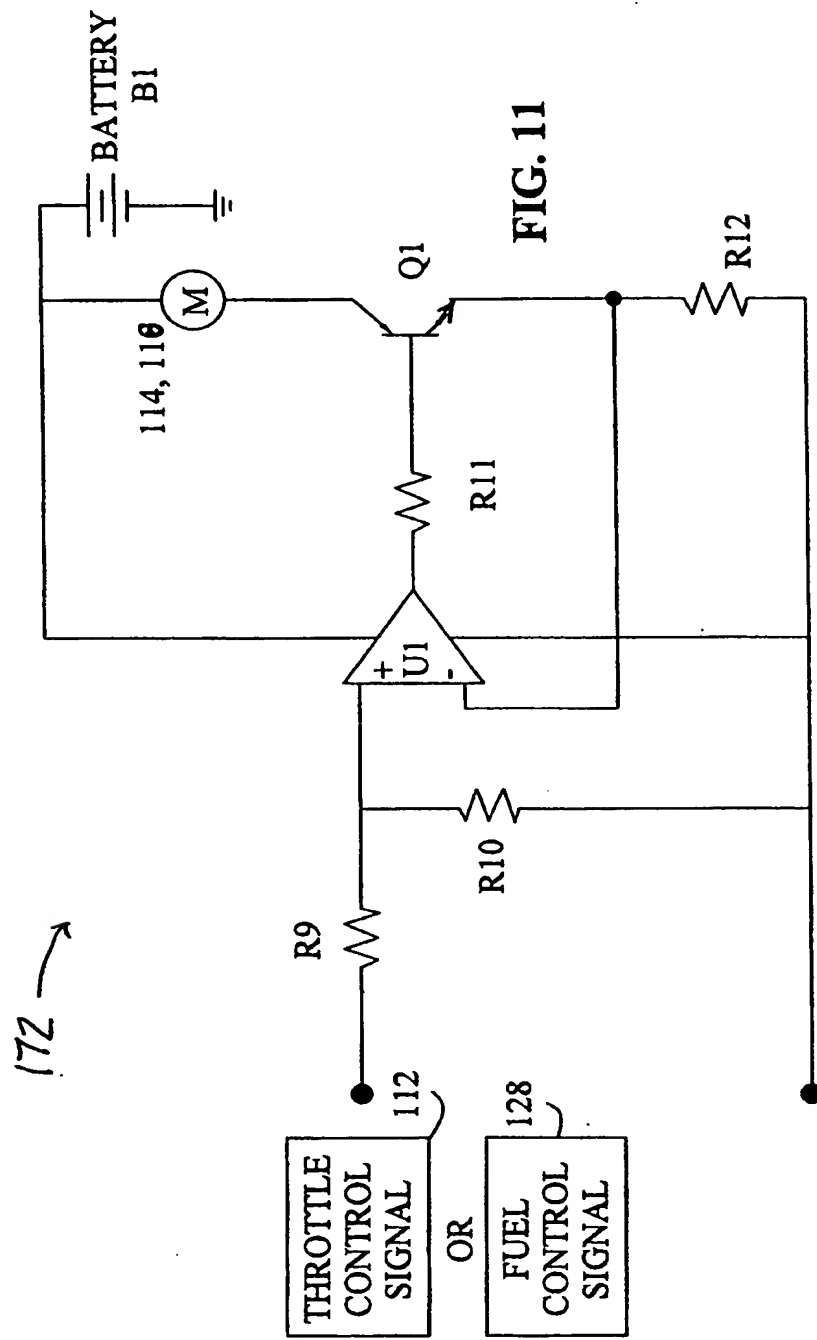 172
THROTTLE
CONTROL
SIGNAL
112
OR
FUEL
CONTROL
SIGNAL
128
R9
R10
+
U1
-
R11
114, 116
M
BATTERY
B1
Q1
R12
FIG. 11